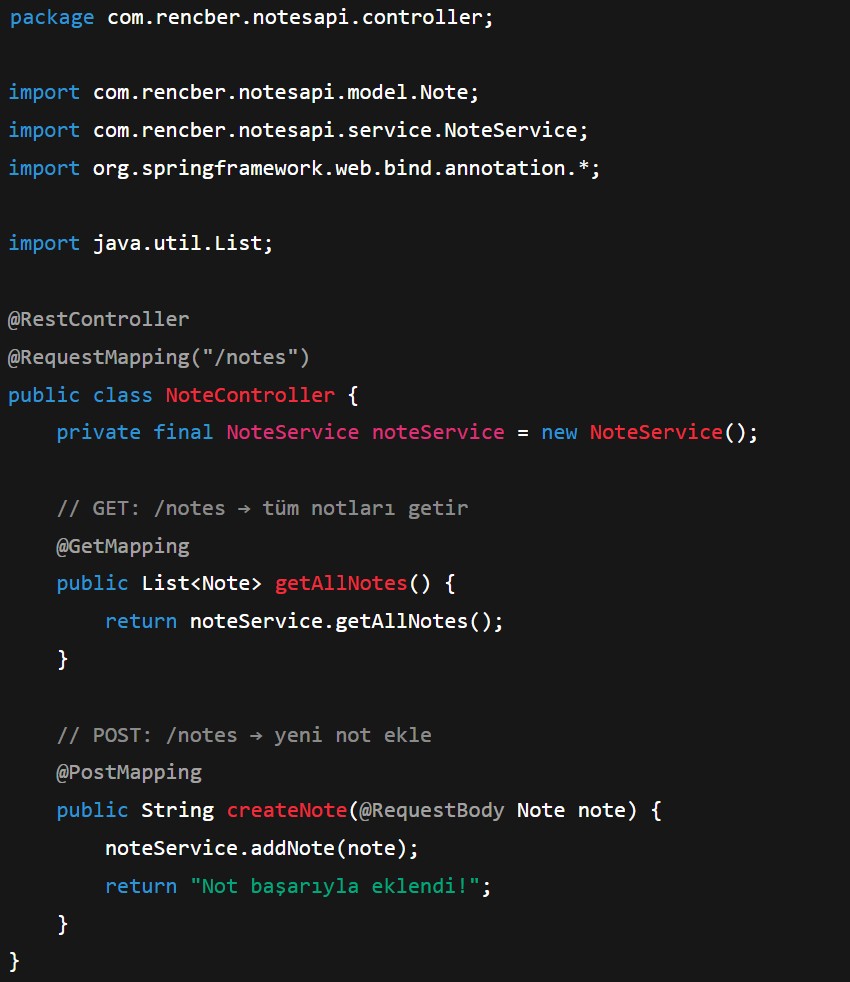 package com.rencber.notesapi.controller;
import com.rencber.notesapi.model.Note;
import com.rencber.notesapi.service.NoteService;
import org.springframework.web.bind.annotation.*;
import java.util.List;
@RestController
@RequestMapping("/notes")
public class NoteController {
    private final NoteService noteService = new NoteService();
    // GET: /notes → tüm notları getir
    @GetMapping
    public List<Note> getAllNotes() {
        return noteService.getAllNotes();
    }
    // POST: /notes → yeni not ekle
    @PostMapping
    public String createNote(@RequestBody Note note) {
        noteService.addNote(note);
        return "Not başarıyla eklendi!";
    }
}